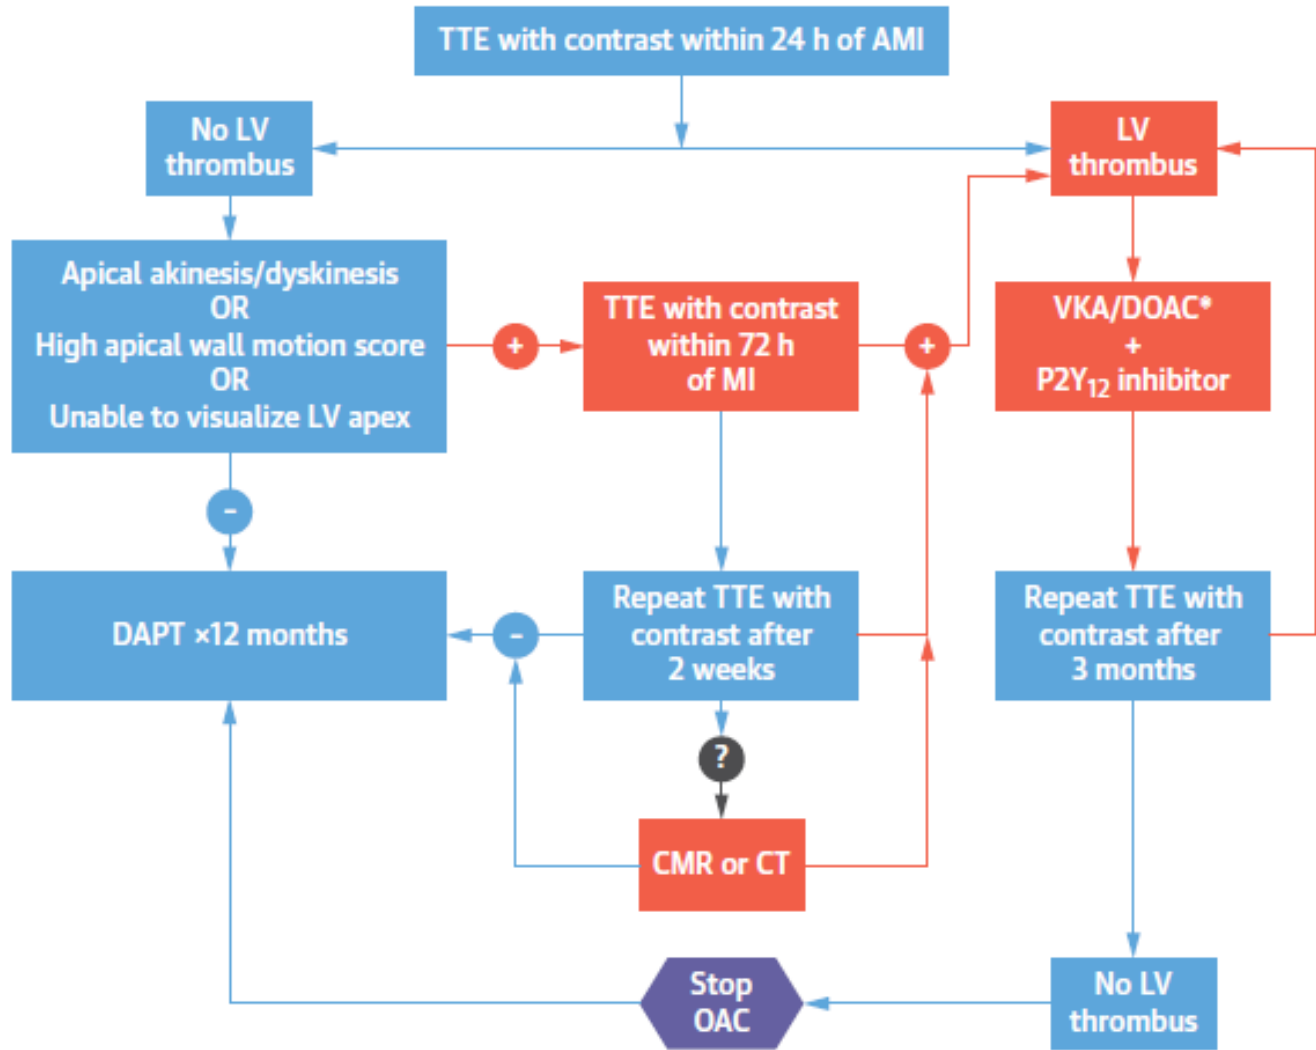 TTE with contrast within 24 h of AMI
No LV
thrombus
LV
thrombus
Apical akinesis/dyskinesis
OR
High apical wall motion score
OR
Unable to visualize LV apex
+
TTE with contrast
within 72 h
of MI
+
VKA/DOAC*
+
P2Y₁₂ inhibitor
-
DAPT ×12 months
-
Repeat TTE with
contrast after
2 weeks
Repeat TTE with
contrast after
3 months
?
CMR or CT
Stop
OAC
No LV
thrombus